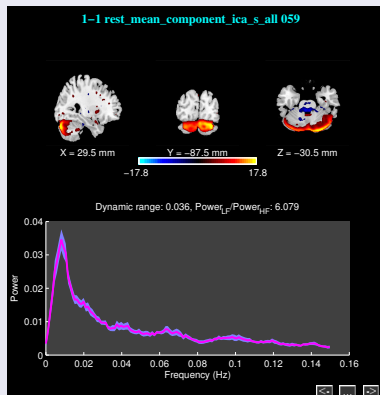 1−1 rest_mean_component_ica_s_all 059
X = 29.5 mm
Y = −87.5 mm
Z = −30.5 mm
−17.8
17.8
Dynamic range: 0.036, PowerLF/PowerHF: 6.079
0.04
0.03
0.02
0.01
0
Power
0 0.02 0.04 0.06 0.08 0.1 0.12 0.14 0.16
Frequency (Hz)
<- ... ->